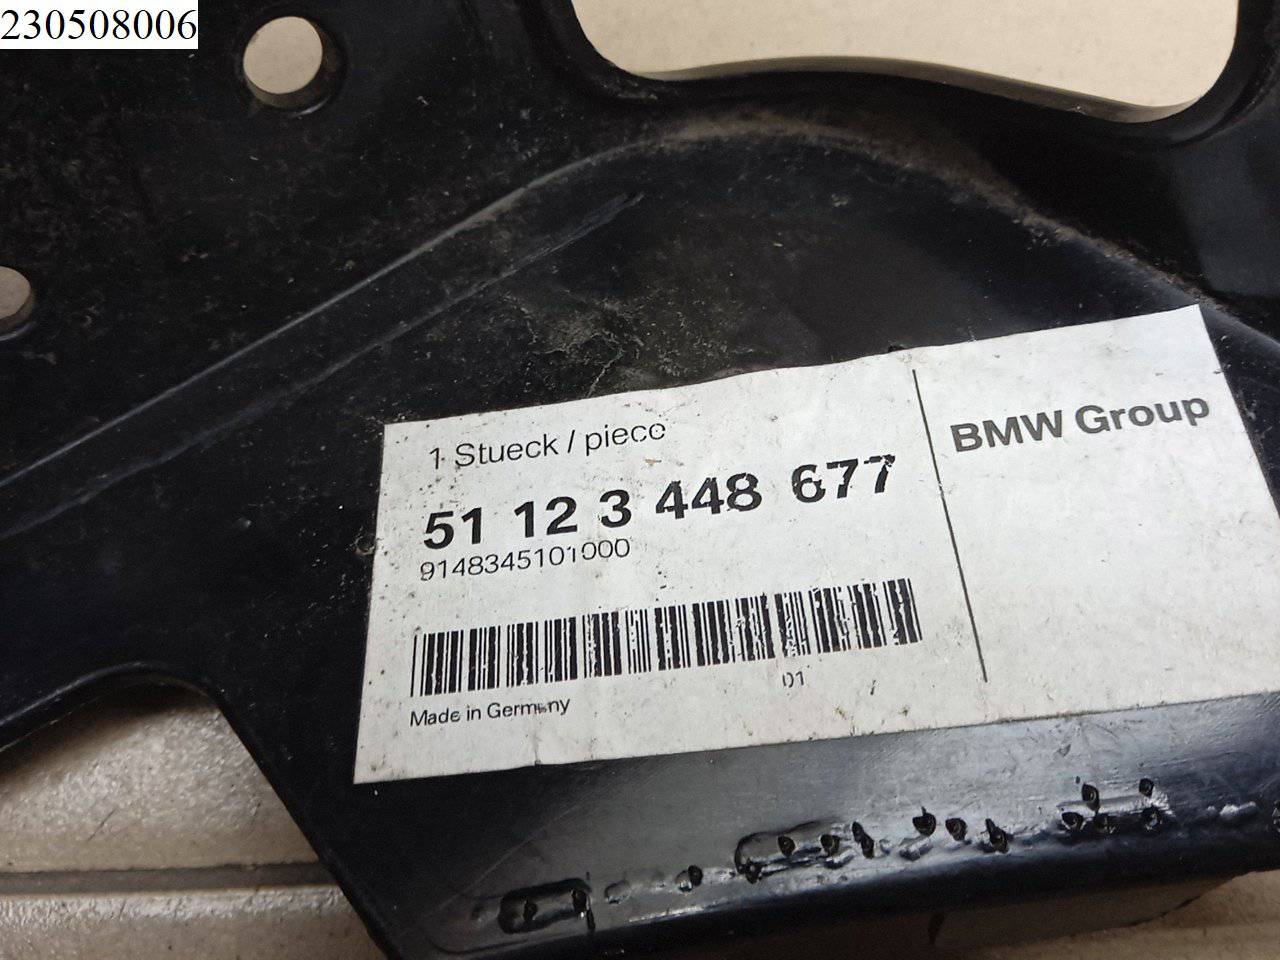 230508006
1 Stueck / piece
51 12 3 448 677
9148345101000
BMW Group
01
Made in Germany